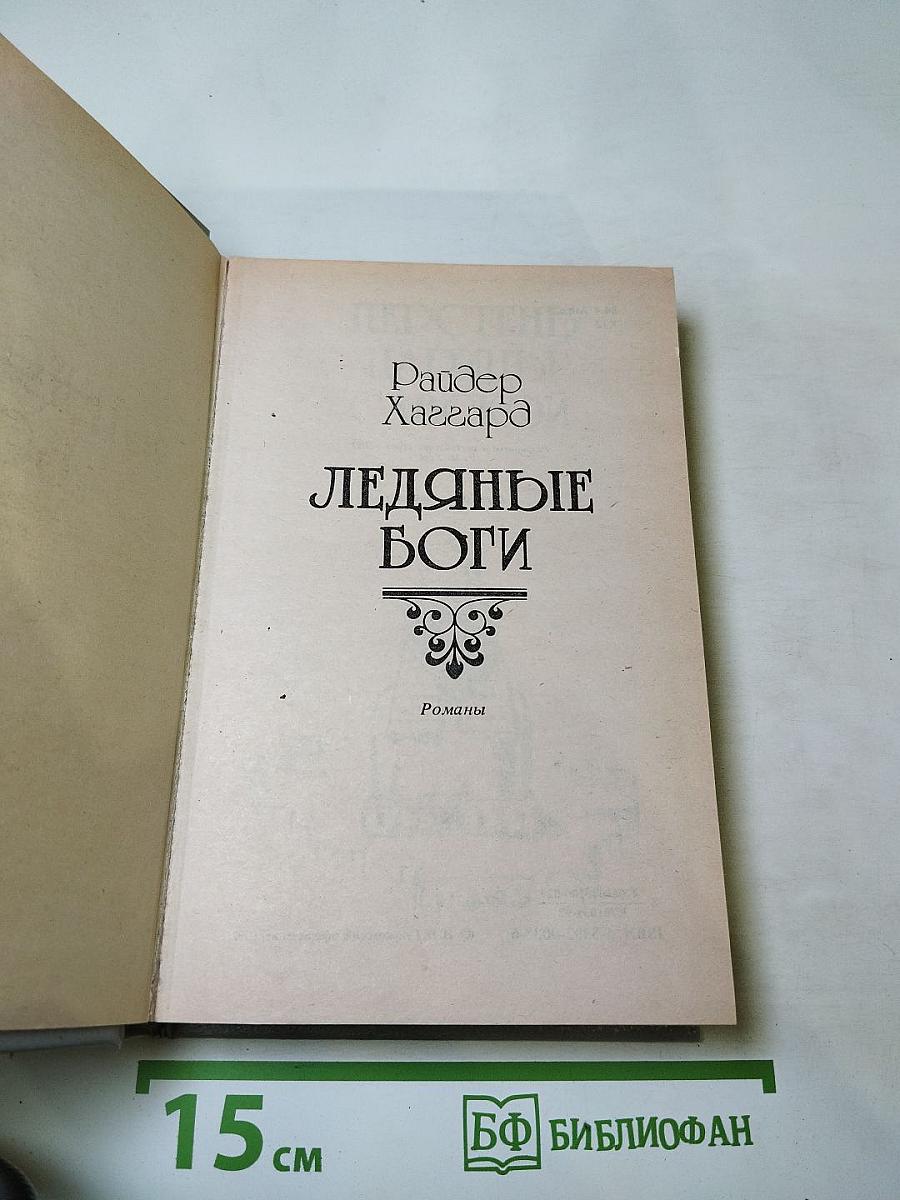 Райдер
Хаггард
ЛЕДЯНЫЕ
БОГИ
Романы
15 см
БФ БИБЛИОФАН